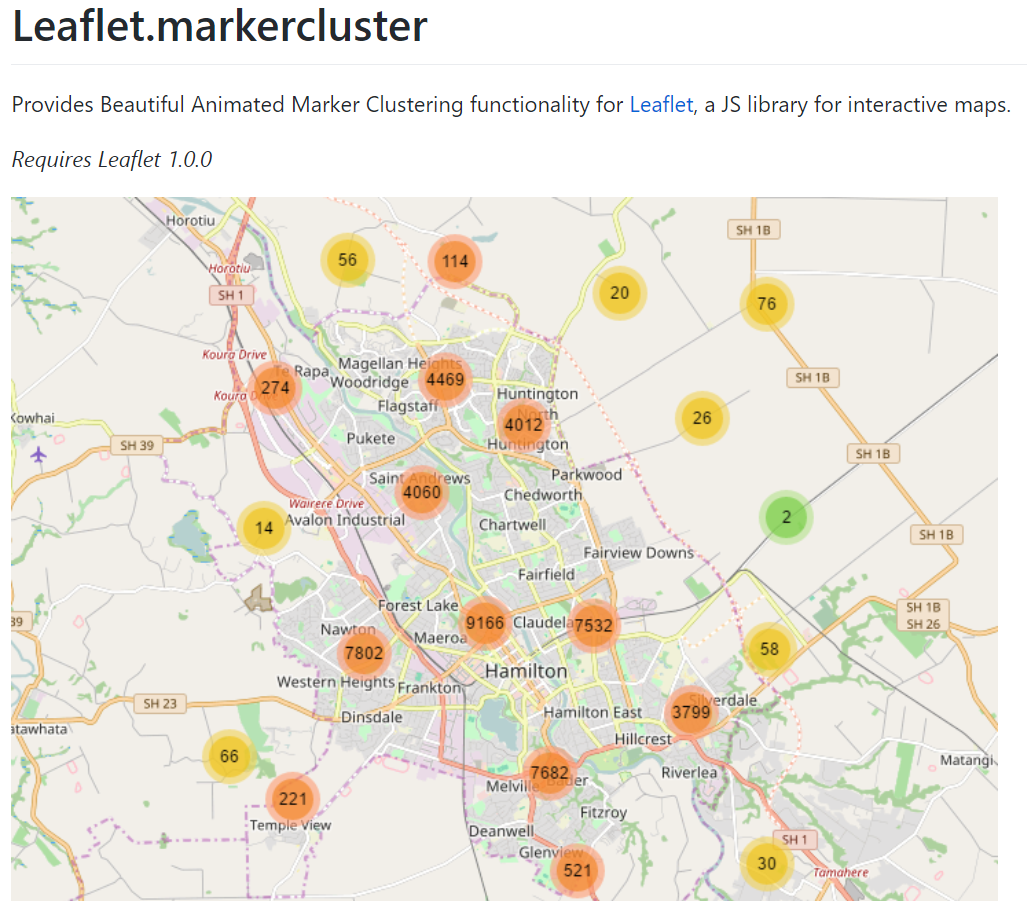 Leaflet.markercluster
Provides Beautiful Animated Marker Clustering functionality for Leaflet, a JS library for interactive maps.
Requires Leaflet 1.0.0
Horotiu
SH 1B
56
114
Horotiu
20
SH 1
76
Koura Drive
Magellan Heights
Te Rapa
4469
SH 1B
274
Woodridge
Koura D
Huntington
Flagstaff
North
Kowhai
26
4012
Pukete
Huntington
SH 39
SH 1B
Saint Andrews
Parkwood
4060
Chedworth
Wairere Drive
2
Avalon Industrial
14
Chartwell
SH 1B
Fairview Downs
Fairfield
Forest Lake
SH 1B
SH 26
39
9166
Claudela
7532
Nawton
Maeroa
7802
58
Hamilton
Western Heights
Frankton
SH 23
Silverdale
3799
Dinsdale
Hamilton East
atawhata
Hillcrest
66
Matangi
7682
Riverlea
Melville
Bader
221
Fitzroy
Temple View
Deanwell
SH 1
Glenview
30
521
Tamahere